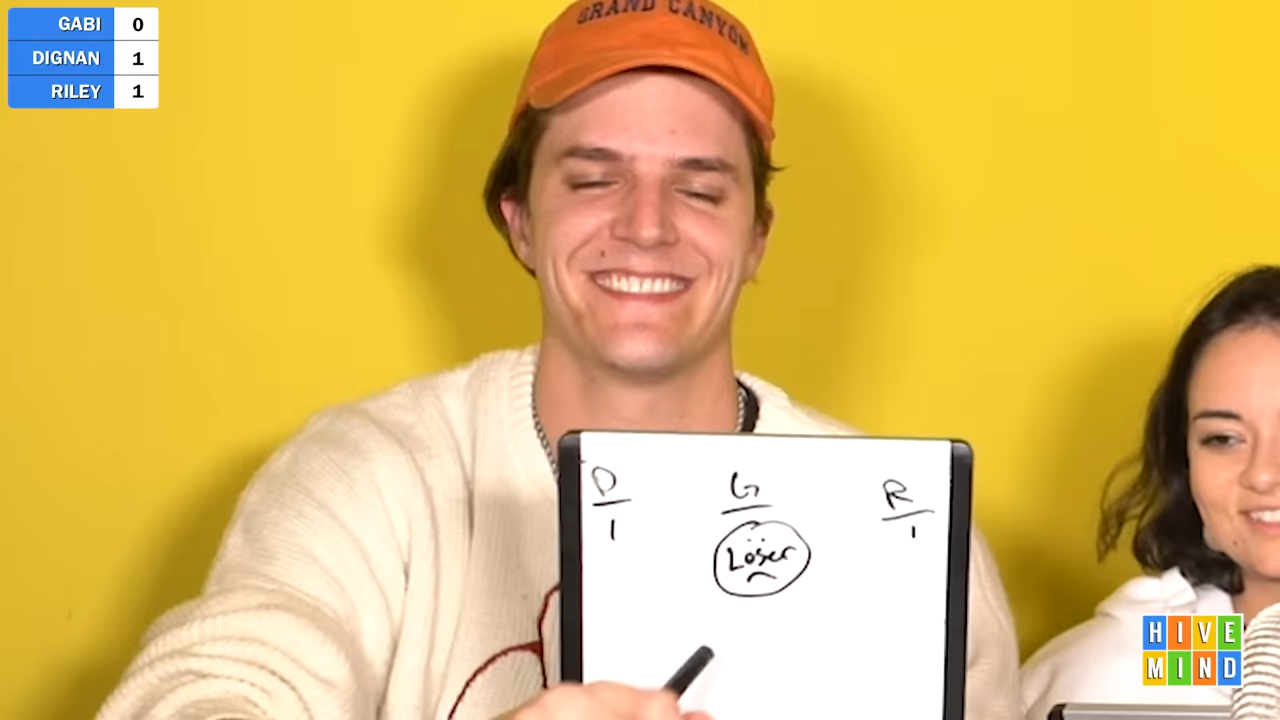 GABI 0
DIGNAN 1
RILEY 1
GRAND CANYON
D G R
1 Loser 1
HIVE
MIND